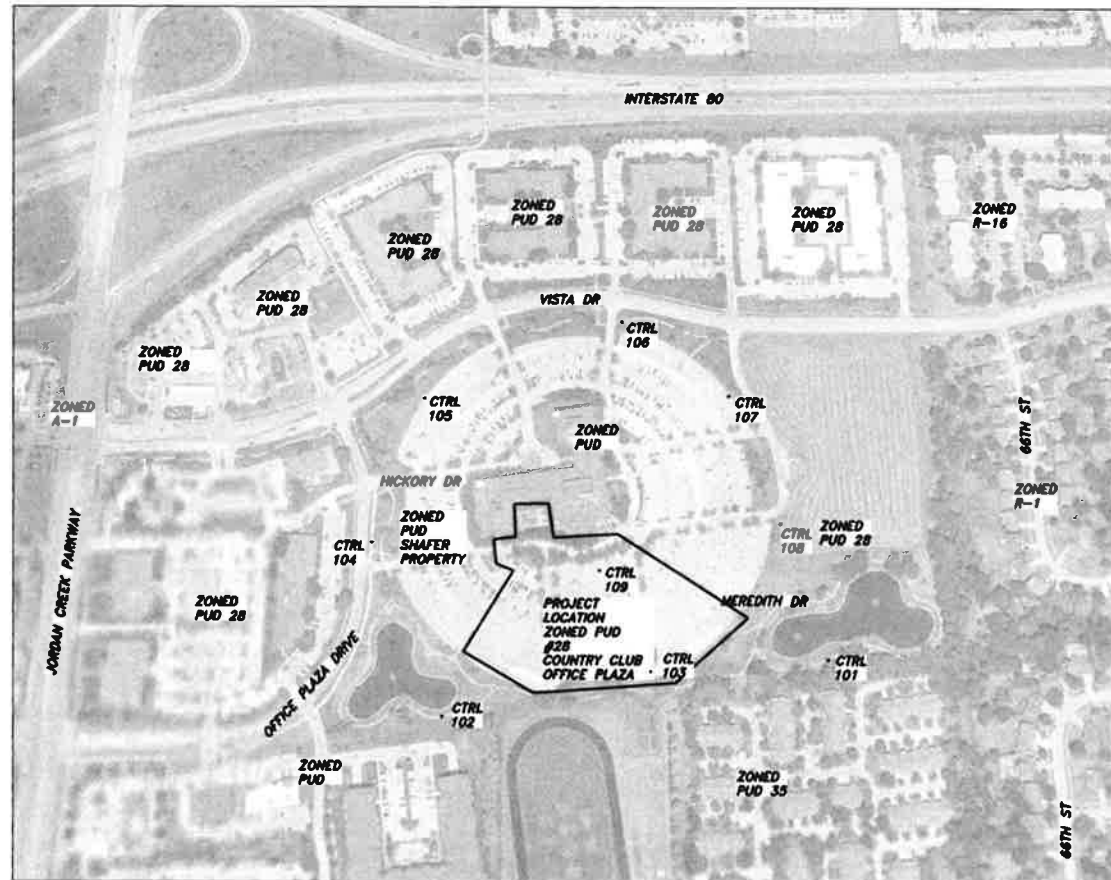 INTERSTATE 80
ZONED
PUD 28
ZONED
PUD 28
ZONED
PUD 28
ZONED
R-16
ZONED
PUD 28
ZONED
PUD 28
VISTA DR
CTRL
106
ZONED
PUD 28
ZONED
A-1
CTRL
105
CTRL
107
ZONED
PUD
66TH ST
HICKORY DR
ZONED
R-1
ZONED
PUD
SHAFER
PROPERTY
CTRL
108
ZONED
PUD 28
CTRL
104
CTRL
109
JORDAN CREEK PARKWAY
ZONED
PUD 28
PROJECT
LOCATION
ZONED PUD
#28
COUNTRY CLUB
OFFICE PLAZA
MEREDITH DR
CTRL
103
CTRL
101
OFFICE PLAZA DRIVE
CTRL
102
ZONED
PUD
ZONED
PUD 35
66TH ST